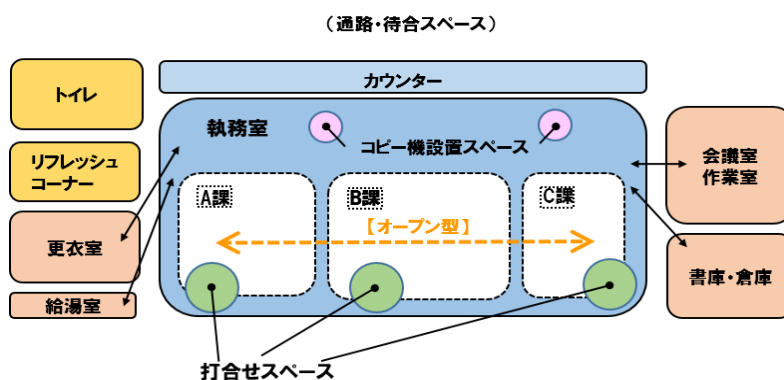 （通路・待合スペース）
カウンター
トイレ
執務室
コピー機設置スペース
リフレッシュ
コーナー
会議室
作業室
A課
B課
C課
【オープン型】
更衣室
書庫・倉庫
給湯室
打合せスペース